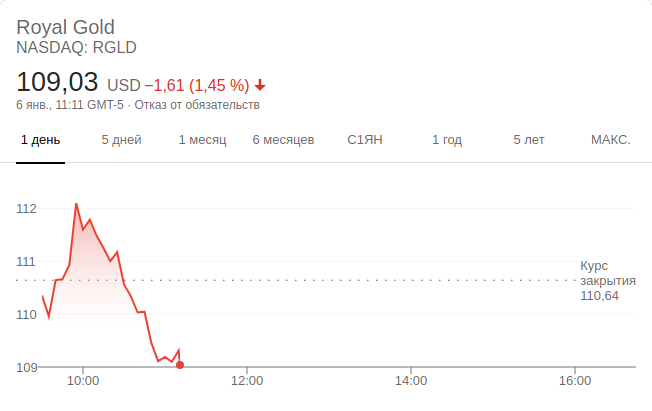 Royal Gold
NASDAQ: RGLD
109,03 USD −1,61 (1,45 %)
6 янв., 11:11 GMT-5 · Отказ от обязательств
1 день 5 дней 1 месяц 6 месяцев С1ЯН 1 год 5 лет МАКС.
112
111
Курс
закрытия
110,64
110
109
10:00 12:00 14:00 16:00